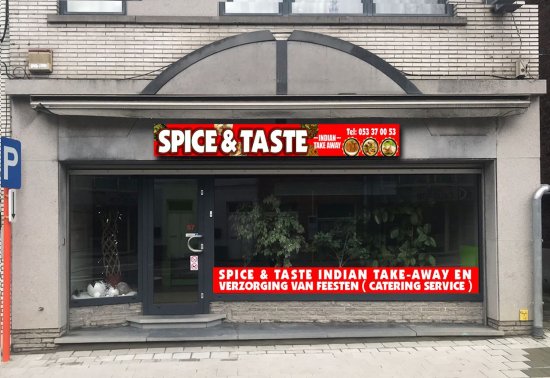 SPICE & TASTE
-INDIAN-
TAKE AWAY
Tel: 053 37 00 53
P
57
SPICE & TASTE INDIAN TAKE-AWAY EN
VERZORGING VAN FEESTEN ( CATERING SERVICE )